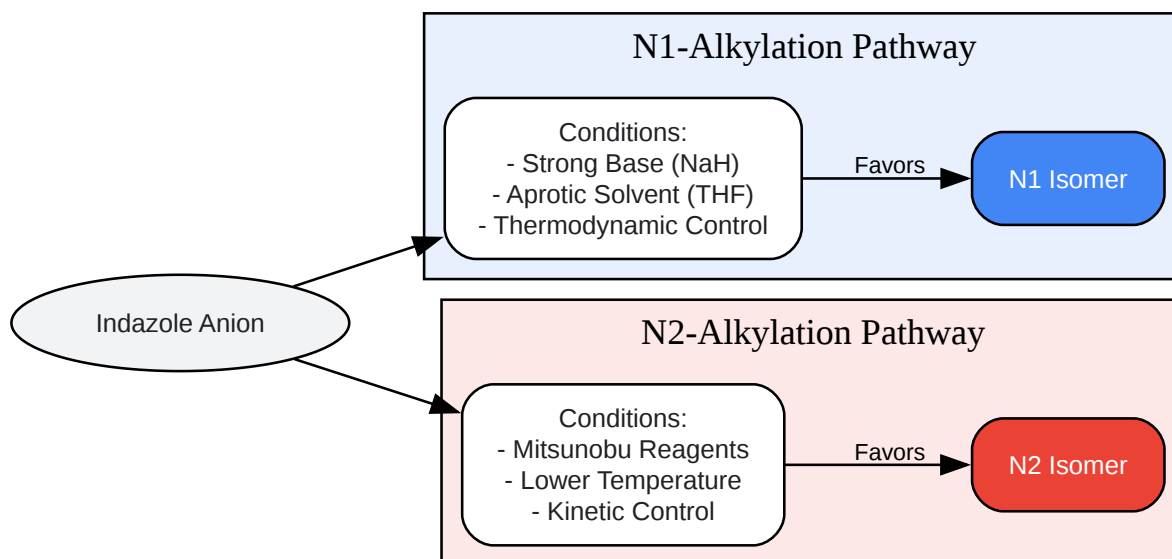 N1-Alkylation Pathway
Conditions:
- Strong Base (NaH)
- Aprotic Solvent (THF)
- Thermodynamic Control
Favors
N1 Isomer
Indazole Anion
N2-Alkylation Pathway
Conditions:
- Mitsunobu Reagents
- Lower Temperature
- Kinetic Control
Favors
N2 Isomer